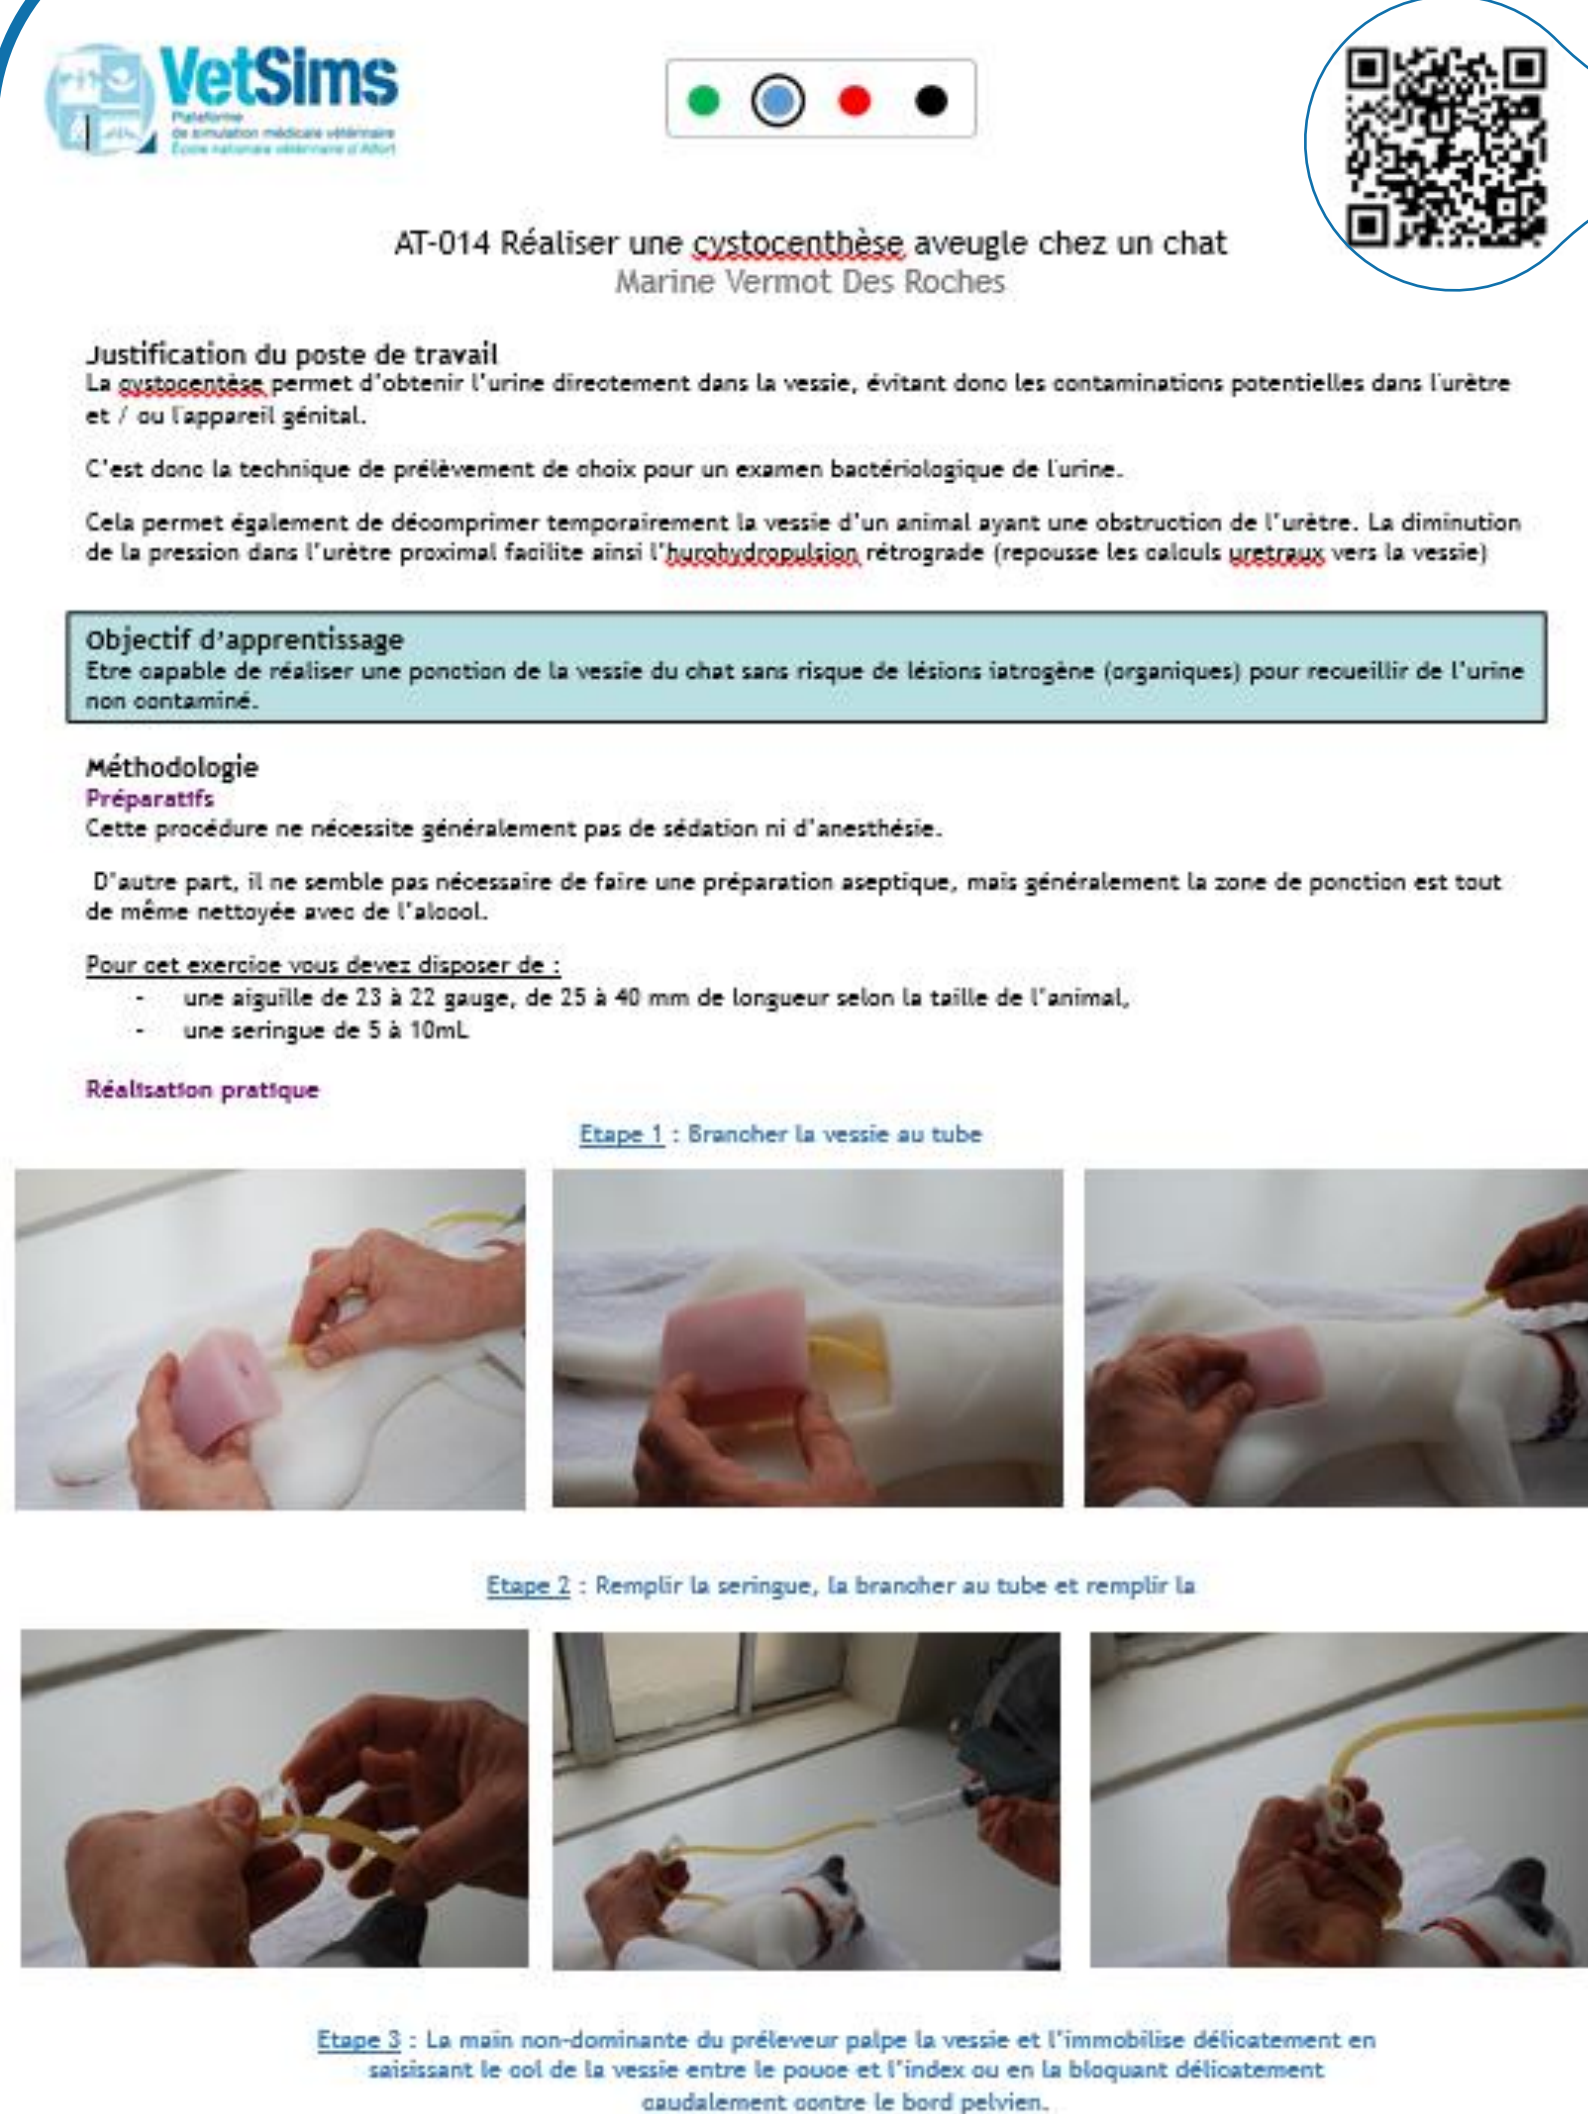 VetSims
Plateforme
de simulation médicale vétérinaire
École nationale vétérinaire d'Alfort
AT-014 Réaliser une cystocenthèse aveugle chez un chat
Marine Vermot Des Roches
Justification du poste de travail
La cystocentèse permet d'obtenir l'urine directement dans la vessie, évitant donc les contaminations potentielles dans l'urètre
et / ou l'appareil génital.
C'est donc la technique de prélèvement de choix pour un examen bactériologique de l'urine.
Cela permet également de décomprimer temporairement la vessie d'un animal ayant une obstruction de l'urètre. La diminution
de la pression dans l'urètre proximal facilite ainsi l'hurohydropulsion rétrograde (repousse les calculs uretraux vers la vessie)
Objectif d'apprentissage
Etre capable de réaliser une ponction de la vessie du chat sans risque de lésions iatrogène (organiques) pour recueillir de l'urine
non contaminé.
Méthodologie
Préparatifs
Cette procédure ne nécessite généralement pas de sédation ni d'anesthésie.
D'autre part, il ne semble pas nécessaire de faire une préparation aseptique, mais généralement la zone de ponction est tout
de même nettoyée avec de l'alcool.
Pour cet exercice vous devez disposer de :
- une aiguille de 23 à 22 gauge, de 25 à 40 mm de longueur selon la taille de l'animal,
- une seringue de 5 à 10mL
Réalisation pratique
Etape 1 : Brancher la vessie au tube
Etape 2 : Remplir la seringue, la brancher au tube et remplir la
Etape 3 : La main non-dominante du préleveur palpe la vessie et l'immobilise délicatement en
saisissant le col de la vessie entre le pouce et l'index ou en la bloquant délicatement
caudalement contre le bord pelvien.